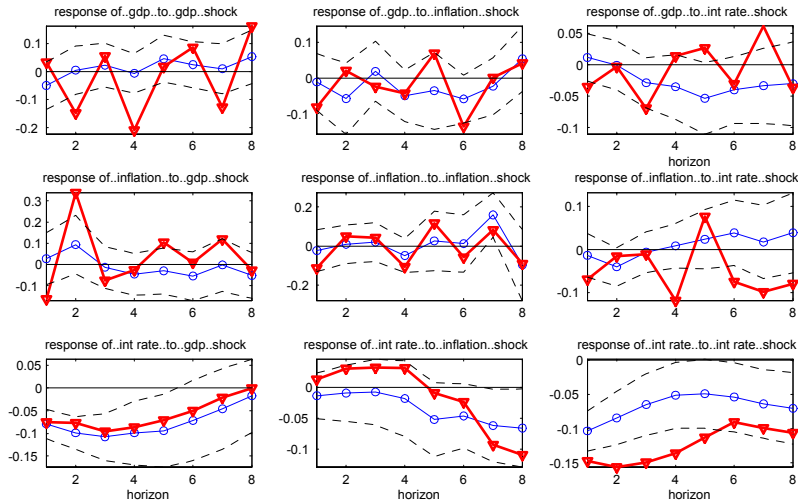 response of..gdp..to..gdp..shock
response of..gdp..to..inflation..shock
response of..gdp..to..int rate..shock
0.1
0
-0.1
-0.2
2 4 6 8
0.1
0
-0.1
2 4 6 8
0.05
0
-0.05
-0.1
2 4 6 8
horizon
response of..inflation..to..gdp..shock
response of..inflation..to..inflation..shock
response of..inflation..to..int rate..shock
0.3
0.2
0.1
0
-0.1
2 4 6 8
0.2
0
-0.2
2 4 6 8
0.1
0
-0.1
2 4 6 8
response of..int rate..to..gdp..shock
response of..int rate..to..inflation..shock
response of..int rate..to..int rate..shock
0.05
0
-0.05
-0.1
-0.15
2 4 6 8
horizon
0
-0.05
-0.1
2 4 6 8
horizon
0
-0.05
-0.1
-0.15
2 4 6 8
horizon